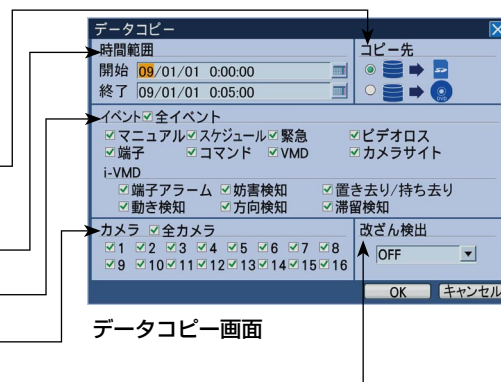 データコピー
時間範囲
開始 09/01/01 0:00:00
終了 09/01/01 0:05:00
コピー先
SD
DVD
イベント 全イベント
マニュアル スケジュール 緊急 ビデオロス
端子 コマンド VMD カメラサイト
i-VMD
端子アラーム 妨害検知 置き去り/持ち去り
動き検知 方向検知 滞留検知
カメラ 全カメラ
1 2 3 4 5 6 7 8
9 10 11 12 13 14 15 16
改ざん検出
OFF
OK キャンセル
データコピー画面